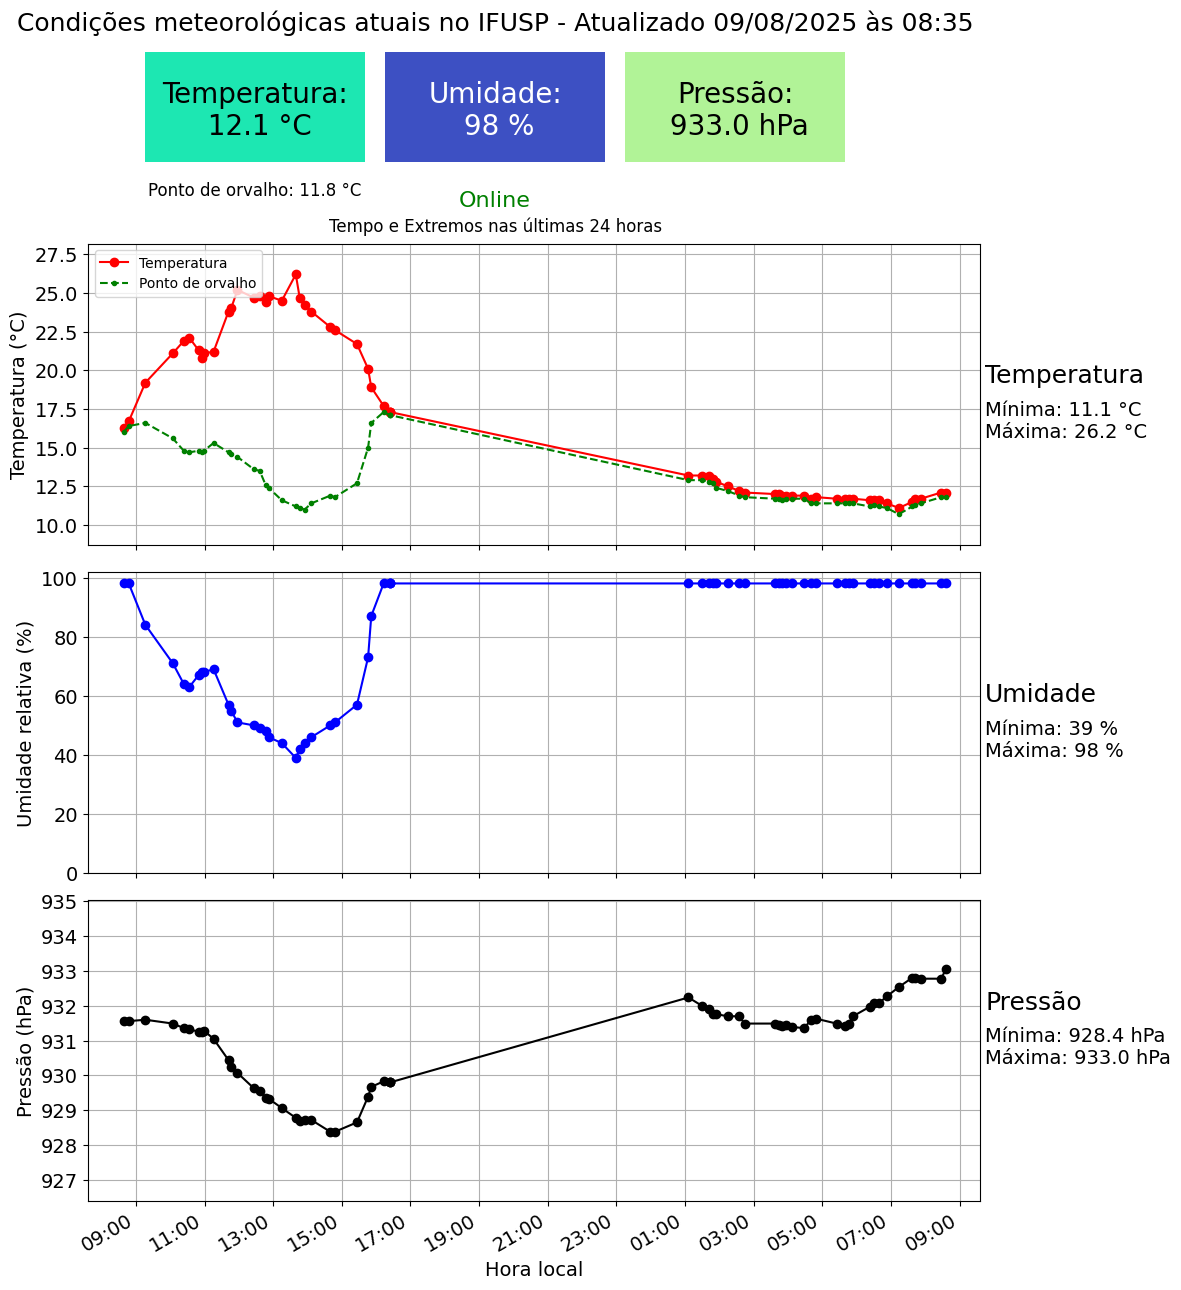 Condições meteorológicas atuais no IFUSP - Atualizado 09/08/2025 às 08:35
Temperatura:
12.1 °C
Umidade:
98 %
Pressão:
933.0 hPa
Ponto de orvalho: 11.8 °C
Online
Tempo e Extremos nas últimas 24 horas
Temperatura (°C)
27.5
25.0
22.5
20.0
17.5
15.0
12.5
10.0
Temperatura
Ponto de orvalho
Temperatura
Mínima: 11.1 °C
Máxima: 26.2 °C
Umidade relativa (%)
100
80
60
40
20
0
Umidade
Mínima: 39 %
Máxima: 98 %
Pressão (hPa)
935
934
933
932
931
930
929
928
927
Pressão
Mínima: 928.4 hPa
Máxima: 933.0 hPa
09:00
11:00
13:00
15:00
17:00
19:00
21:00
23:00
01:00
03:00
05:00
07:00
09:00
Hora local